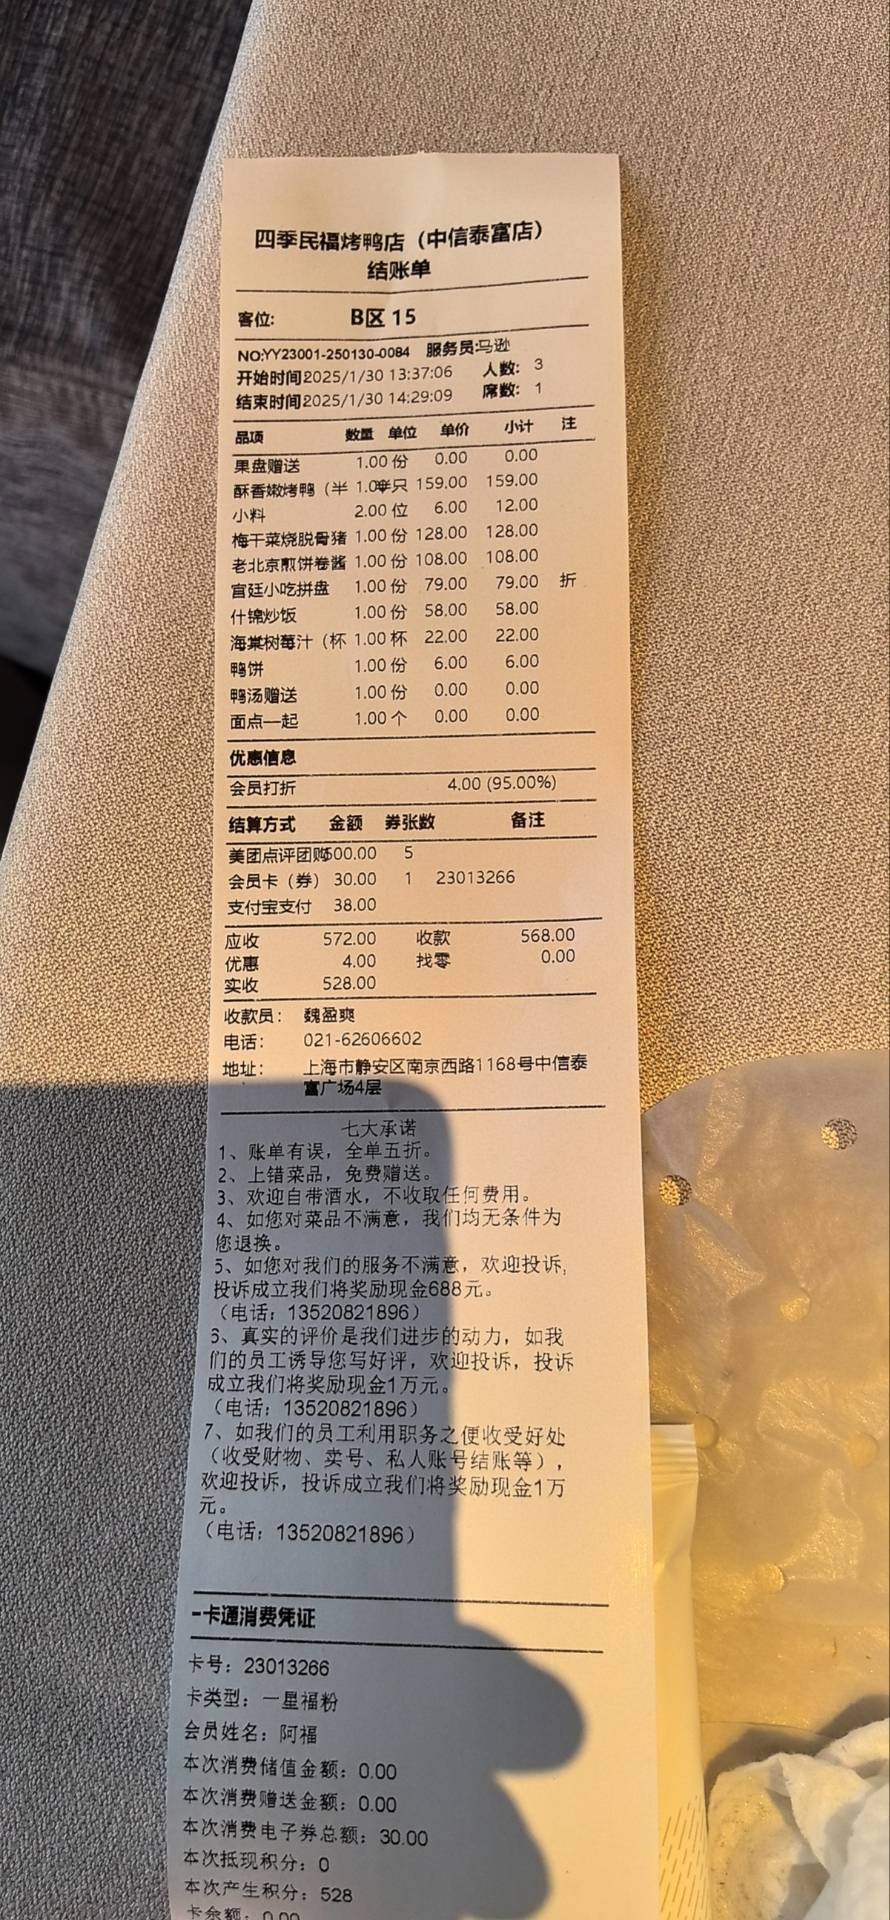 四季民福烤鸭店（中信泰富店）
结账单
客位: B区 15
NO:YY23001-250130-0084 服务员:马逊
开始时间2025/1/30 13:37:06 人数: 3
结束时间2025/1/30 14:29:09 席数: 1
品项 数量 单位 单价 小计 注
果盘赠送 1.00 份 0.00 0.00
酥香嫩烤鸭（半 1.00半只 159.00 159.00
小料 2.00 位 6.00 12.00
梅干菜烧脱骨猪 1.00 份 128.00 128.00
老北京煎饼卷酱 1.00 份 108.00 108.00
宫廷小吃拼盘 1.00 份 79.00 79.00 折
什锦炒饭 1.00 份 58.00 58.00
海棠树莓汁（杯 1.00 杯 22.00 22.00
鸭饼 1.00 份 6.00 6.00
鸭汤赠送 1.00 份 0.00 0.00
面点一起 1.00 个 0.00 0.00
优惠信息
会员打折 4.00 (95.00%)
结算方式 金额 券张数 备注
美团点评团购500.00 5
会员卡（券） 30.00 1 23013266
支付宝支付 38.00
应收 572.00 收款 568.00
优惠 4.00 找零 0.00
实收 528.00
收款员: 魏盈爽
电话: 021-62606602
地址: 上海市静安区南京西路1168号中信泰
富广场4层
七大承诺
1、账单有误，全单五折。
2、上错菜品，免费赠送。
3、欢迎自带酒水，不收取任何费用。
4、如您对菜品不满意，我们均无条件为
您退换。
5、如您对我们的服务不满意，欢迎投诉,
投诉成立我们将奖励现金688元。
（电话: 13520821896）
6、真实的评价是我们进步的动力，如我
们的员工诱导您写好评，欢迎投诉，投诉
成立我们将奖励现金1万元。
（电话: 13520821896）
7、如我们的员工利用职务之便收受好处
（收受财物、卖号、私人账号结账等），
欢迎投诉，投诉成立我们将奖励现金1万
元。
（电话: 13520821896）
一卡通消费凭证
卡号: 23013266
卡类型: 一星福粉
会员姓名: 阿福
本次消费储值金额: 0.00
本次消费赠送金额: 0.00
本次消费电子券总额: 30.00
本次抵现积分: 0
本次产生积分: 528
卡余额: 0.00